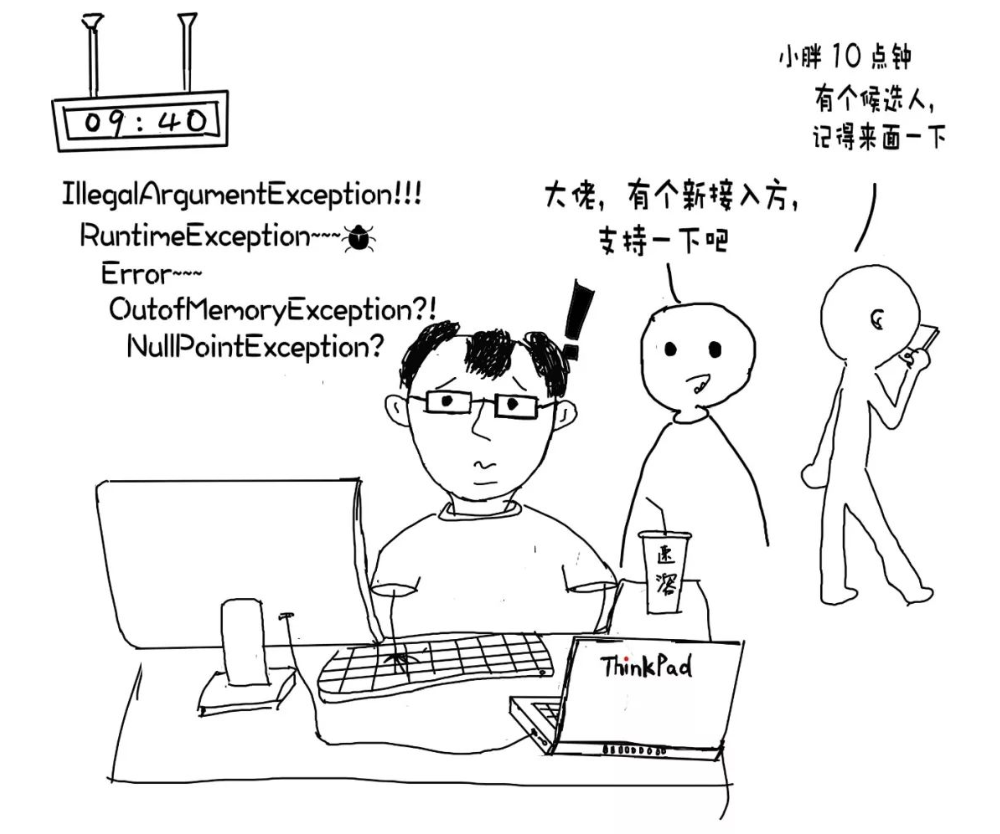 09:40
小胖10点钟
有个候选人,
记得来面一下
IllegalArgumentException!!!
RuntimeException~~~
Error~~~
OutofMemoryException?!
NullPointException?
大佬,有个新接入方,
支持一下吧
!
速溶
ThinkPad